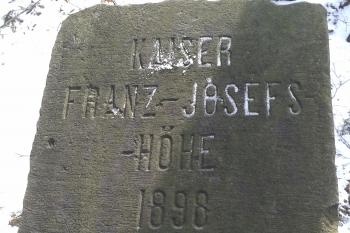 KAISER
FRANZ-JOSEFS
-HÖHE
1898